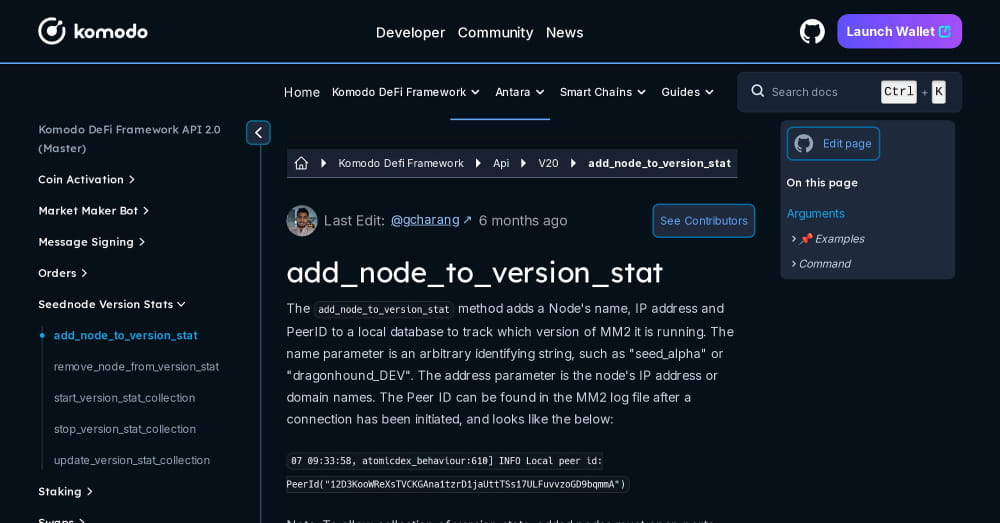 komodo
Developer Community News
Launch Wallet
Home Komodo DeFi Framework Antara Smart Chains Guides
Search docs Ctrl + K
Komodo DeFi Framework API 2.0
(Master)
Coin Activation
Market Maker Bot
Message Signing
Orders
Seednode Version Stats
add_node_to_version_stat
remove_node_from_version_stat
start_version_stat_collection
stop_version_stat_collection
update_version_stat_collection
Staking
Swaps
Komodo Defi Framework Api V20 add_node_to_version_stat
Last Edit: @gcharang ↗ 6 months ago
See Contributors
add_node_to_version_stat
The add_node_to_version_stat method adds a Node's name, IP address and
PeerID to a local database to track which version of MM2 it is running. The
name parameter is an arbitrary identifying string, such as "seed_alpha" or
"dragonhound_DEV". The address parameter is the node's IP address or
domain names. The Peer ID can be found in the MM2 log file after a
connection has been initiated, and looks like the below:
07 09:33:58, atomicdex_behaviour:610] INFO Local peer id:
PeerId("12D3KooWReXsTVCKGAna1tzrD1jaUttTSs17ULFuvvzoGD9bqmmA")
Edit page
On this page
Arguments
📌 Examples
Command